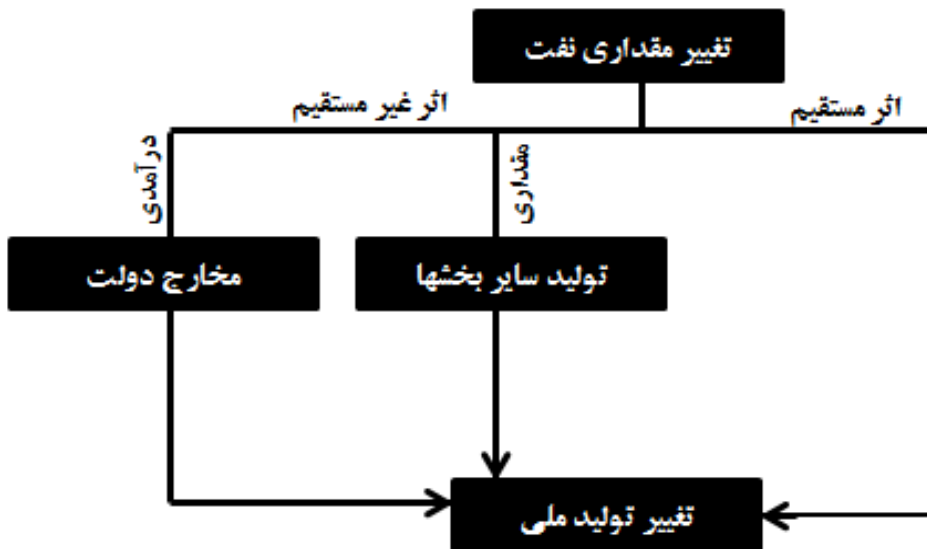 تغییر مقداری نفت
اثر مستقیم
اثر غیر مستقیم
مقداری
درآمدی
تولید سایر بخشها
مخارج دولت
تغییر تولید ملی